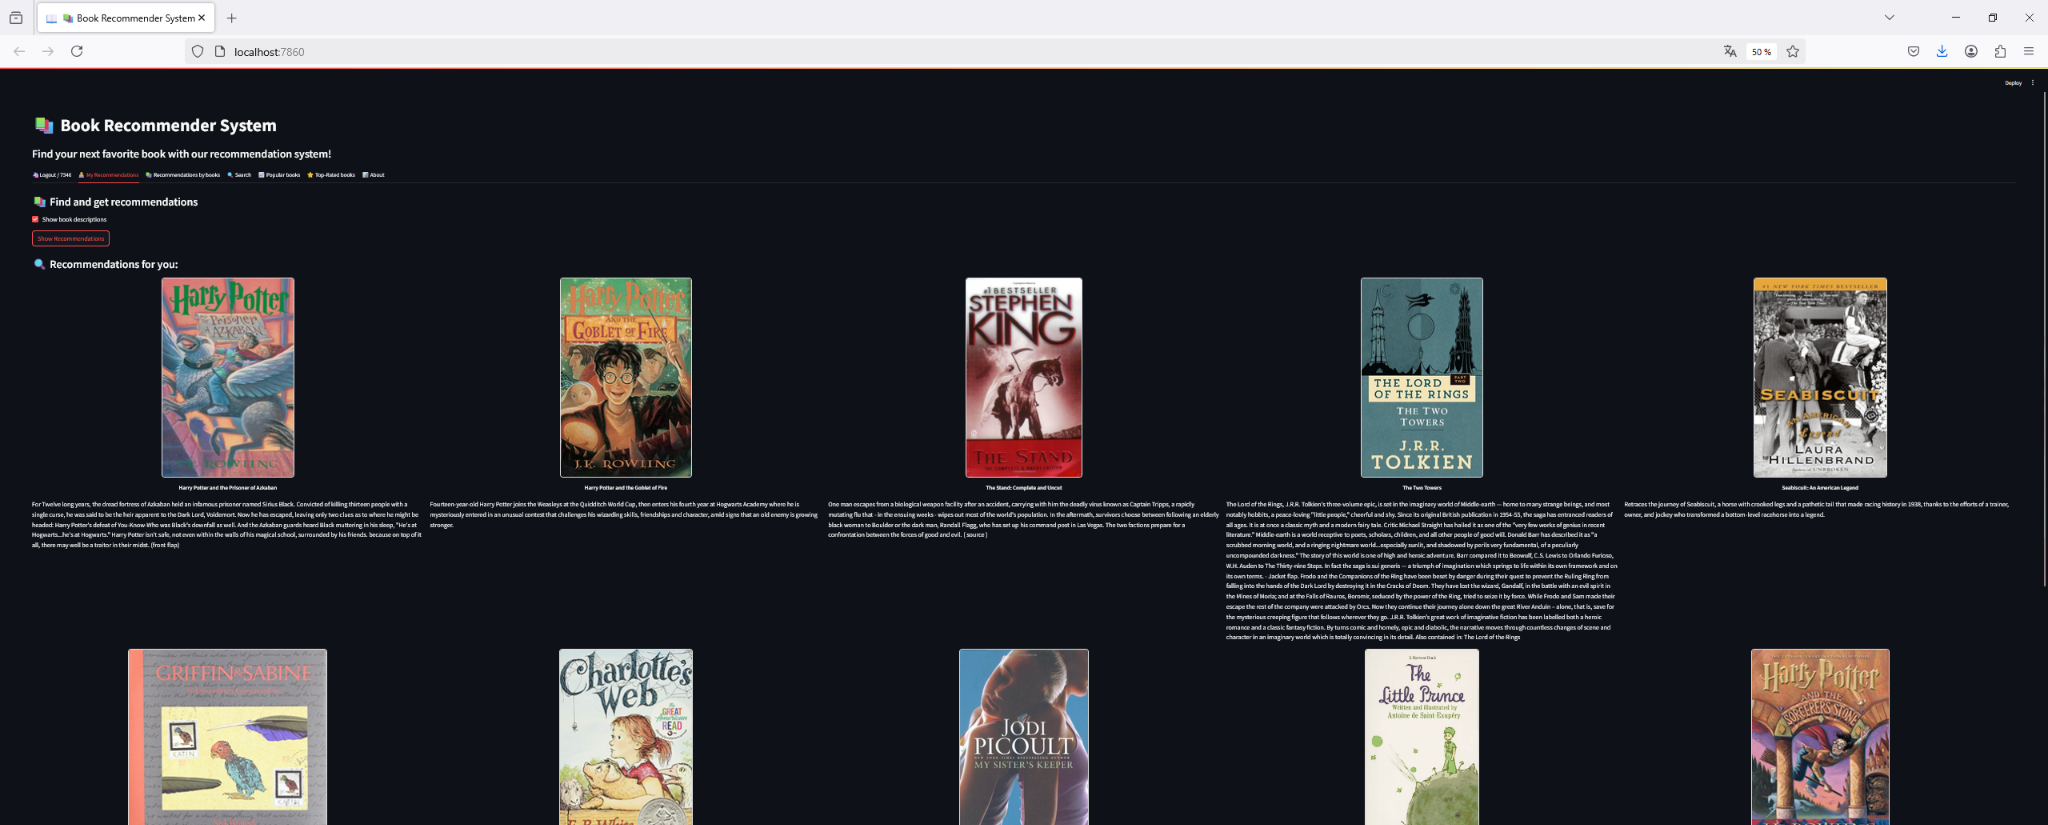 Book Recommender System
localhost:7860
50 %
Deploy
Book Recommender System
Find your next favorite book with our recommendation system!
Logout / 7346 My Recommendations Recommendations by books Search Popular books Top-Rated books About
Find and get recommendations
Show book descriptions
Show Recommendations
Recommendations for you:
Harry Potter
AZKABAN
J.K. ROWLING
Harry Potter and the Prisoner of Azkaban
For Twelve long years, the dread fortress of Azkaban held an infamous prisoner named Sirius Black. Convicted of killing thirteen people with a
single curse, he was said to be the heir apparent to the Dark Lord, Voldemort. Now he has escaped, leaving only two clues as to where he might be
headed: Harry Potter's defeat of You-Know-Who was Black's downfall as well. And the Azkaban guards heard Black muttering in his sleep, "He's at
Hogwarts...he's at Hogwarts." Harry Potter isn't safe, not even within the walls of his magical school, surrounded by his friends. because on top of it
all, there may well be a traitor in their midst. (front flap)
Harry Potter
AND THE
GOBLET OF FIRE
J.K. ROWLING
Harry Potter and the Goblet of Fire
Fourteen-year-old Harry Potter joins the Weasleys at the Quidditch World Cup, then enters his fourth year at Hogwarts Academy where he is
mysteriously entered in an unusual contest that challenges his wizarding skills, friendships and character, amid signs that an old enemy is growing
stronger.
#1 BESTSELLER
STEPHEN
KING
THE STAND
THE COMPLETE & UNCUT EDITION
The Stand: Complete and Uncut
One man escapes from a biological weapon facility after an accident, carrying with him the deadly virus known as Captain Tripps, a rapidly
mutating flu that - in the ensuing weeks - wipes out most of the world's population. In the aftermath, survivors choose between following an elderly
black woman to Boulder or the dark man, Randall Flagg, who has set up his command post in Las Vegas. The two factions prepare for a
confrontation between the forces of good and evil. ( source )
THE LORD
OF THE RINGS
PART
TWO
THE TWO
TOWERS
J.R.R.
TOLKIEN
The Two Towers
The Lord of the Rings, J.R.R. Tolkien's three-volume epic, is set in the imaginary world of Middle-earth -- home to many strange beings, and most
notably hobbits, a peace-loving "little people," cheerful and shy. Since its original British publication in 1954-55, the saga has entranced readers of
all ages. It is at once a classic myth and a modern fairy tale. Critic Michael Straight has hailed it as one of the "very few works of genius in recent
literature." Middle-earth is a world receptive to poets, scholars, children, and all other people of good will. Donald Barr has described it as "a
scrubbed morning world, and a ringing nightmare world...especially sunlit, and shadowed by perils very fundamental, of a peculiarly
uncompounded darkness." The story of this world is one of high and heroic adventure. Barr compared it to Beowulf, C.S. Lewis to Orlando Furioso,
W.H. Auden to The Thirty-nine Steps. In fact the saga is sui generis -- a triumph of imagination which springs to life within its own framework and on
its own terms. - Jacket flap. Frodo and the Companions of the Ring have been beset by danger during their quest to prevent the Ruling Ring from
falling into the hands of the Dark Lord by destroying it in the Cracks of Doom. They have lost the wizard, Gandalf, in the battle with an evil spirit in
the Mines of Moria; and at the Falls of Rauros, Boromir, seduced by the power of the Ring, tried to seize it by force. While Frodo and Sam made their
escape the rest of the company were attacked by Orcs. Now they continue their journey alone down the great River Anduin -- alone, that is, save for
the mysterious creeping figure that follows wherever they go. J.R.R. Tolkien's great work of imaginative fiction has been labelled both a heroic
romance and a classic fantasy fiction. By turns comic and homely, epic and diabolic, the narrative moves through countless changes of scene and
character in an imaginary world which is totally convincing in its detail. Also contained in: The Lord of the Rings
#1 NEW YORK TIMES BESTSELLER
SEABISCUIT
AN AMERICAN
Legend
LAURA
HILLENBRAND
Seabiscuit: An American Legend
Retraces the journey of Seabiscuit, a horse with crooked legs and a pathetic tail that made racing history in 1938, thanks to the efforts of a trainer,
owner, and jockey who transformed a bottom-level racehorse into a legend.
GRIFFIN & SABINE
KATIN
Charlotte's
Web
GREAT
American
READ
E. B. White
JODI
PICOULT
MY SISTER'S KEEPER
The
Little Prince
Written and illustrated by
Antoine de Saint-Exupéry
Harry Potter
AND THE
SORCERER'S STONE